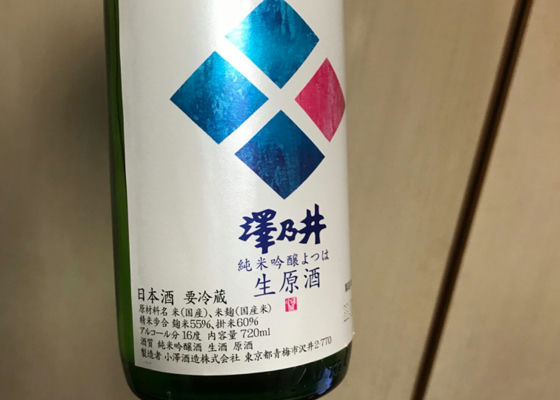 澤乃井
純米吟醸よつは
生原酒
日本酒 要冷蔵
原材料名 米(国産)、米麹(国産米)
精米歩合 麹米55%、掛米60%
アルコール分 16度 内容量 720ml
酒質 純米吟醸酒 生酒 原酒
製造者 小澤酒造株式会社 東京都青梅市沢井2-770